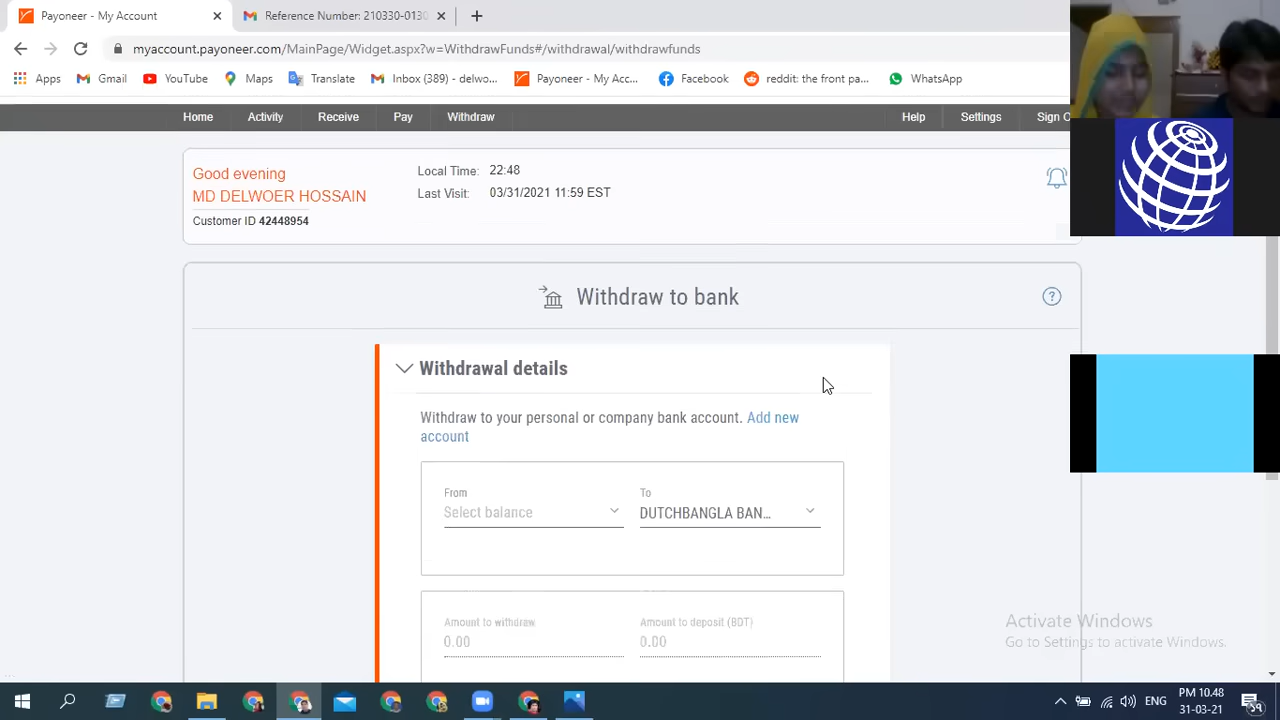 Payoneer - My Account
Reference Number: 210330-0130
myaccount.payoneer.com/MainPage/Widget.aspx?w=WithdrawFunds#/withdrawal/withdrawfunds
Apps Gmail YouTube Maps Translate Inbox (389) - delwo... Payoneer - My Acc... Facebook reddit: the front pa... WhatsApp
Home Activity Receive Pay Withdraw Help Settings Sign O
Good evening
MD DELWOER HOSSAIN
Customer ID 42448954
Local Time: 22:48
Last Visit: 03/31/2021 11:59 EST
Withdraw to bank
Withdrawal details
Withdraw to your personal or company bank account. Add new
account
From To
Select balance DUTCHBANGLA BAN...
Amount to withdraw Amount to deposit (BDT)
0.00 0.00
Activate Windows
Go to Settings to activate Windows.
ENG
PM 10.48
31-03-21